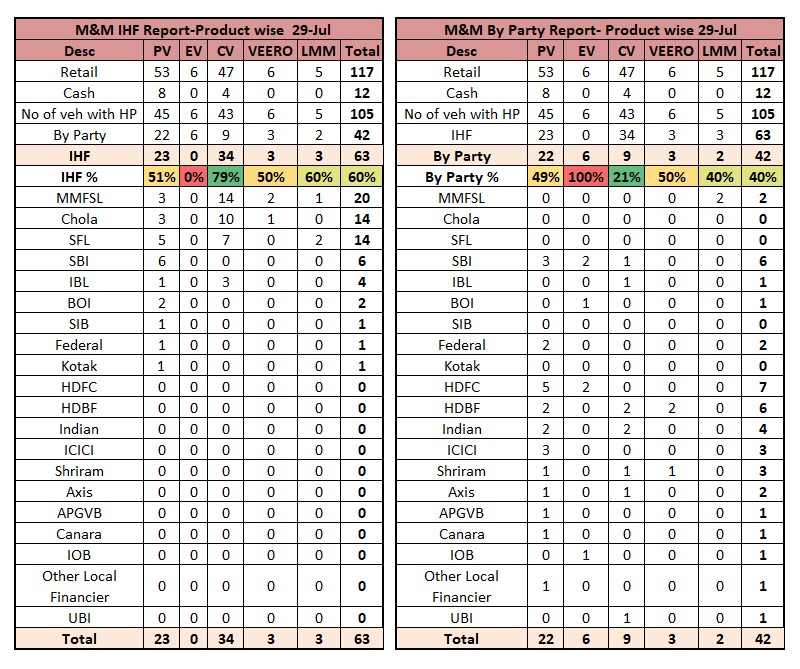 M&M IHF Report-Product wise 29-Jul
Desc PV EV CV VEERO LMM Total
Retail 53 6 47 6 5 117
Cash 8 0 4 0 0 12
No of veh with HP 45 6 43 6 5 105
By Party 22 6 9 3 2 42
IHF 23 0 34 3 3 63
IHF % 51% 0% 79% 50% 60% 60%
MMFSL 3 0 14 2 1 20
Chola 3 0 10 1 0 14
SFL 5 0 7 0 2 14
SBI 6 0 0 0 0 6
IBL 1 0 3 0 0 4
BOI 2 0 0 0 0 2
SIB 1 0 0 0 0 1
Federal 1 0 0 0 0 1
Kotak 1 0 0 0 0 1
HDFC 0 0 0 0 0 0
HDBF 0 0 0 0 0 0
Indian 0 0 0 0 0 0
ICICI 0 0 0 0 0 0
Shriram 0 0 0 0 0 0
Axis 0 0 0 0 0 0
APGVB 0 0 0 0 0 0
Canara 0 0 0 0 0 0
IOB 0 0 0 0 0 0
Other Local
Financier 0 0 0 0 0 0
UBI 0 0 0 0 0 0
Total 23 0 34 3 3 63
M&M By Party Report- Product wise 29-Jul
Desc PV EV CV VEERO LMM Total
Retail 53 6 47 6 5 117
Cash 8 0 4 0 0 12
No of veh with HP 45 6 43 6 5 105
IHF 23 0 34 3 3 63
By Party 22 6 9 3 2 42
By Party % 49% 100% 21% 50% 40% 40%
MMFSL 0 0 0 0 2 2
Chola 0 0 0 0 0 0
SFL 0 0 0 0 0 0
SBI 3 2 1 0 0 6
IBL 0 0 1 0 0 1
BOI 0 1 0 0 0 1
SIB 0 0 0 0 0 0
Federal 2 0 0 0 0 2
Kotak 0 0 0 0 0 0
HDFC 5 2 0 0 0 7
HDBF 2 0 2 2 0 6
Indian 2 0 2 0 0 4
ICICI 3 0 0 0 0 3
Shriram 1 0 1 1 0 3
Axis 1 0 1 0 0 2
APGVB 1 0 0 0 0 1
Canara 1 0 0 0 0 1
IOB 0 1 0 0 0 1
Other Local
Financier 1 0 0 0 0 1
UBI 0 0 1 0 0 1
Total 22 6 9 3 2 42